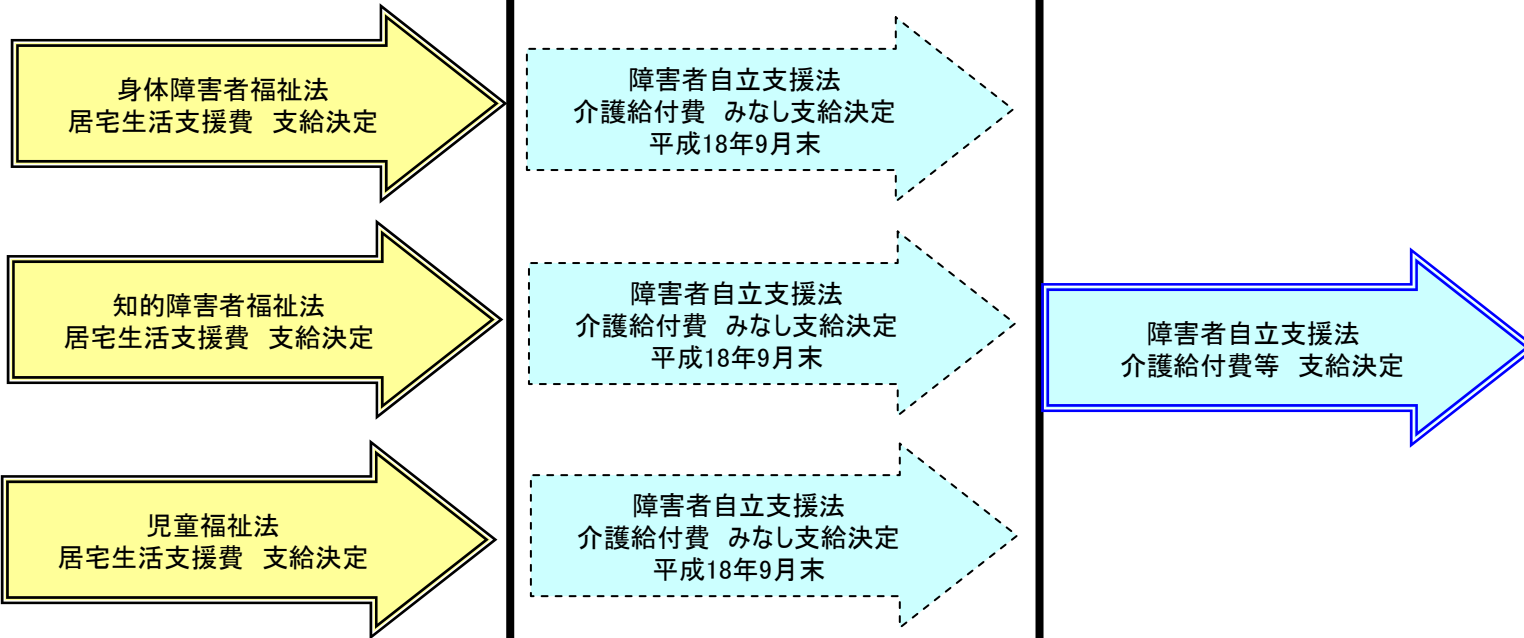 身体障害者福祉法
居宅生活支援費　支給決定
障害者自立支援法
介護給付費　みなし支給決定
平成18年9月末
知的障害者福祉法
居宅生活支援費　支給決定
障害者自立支援法
介護給付費　みなし支給決定
平成18年9月末
障害者自立支援法
介護給付費等　支給決定
児童福祉法
居宅生活支援費　支給決定
障害者自立支援法
介護給付費　みなし支給決定
平成18年9月末